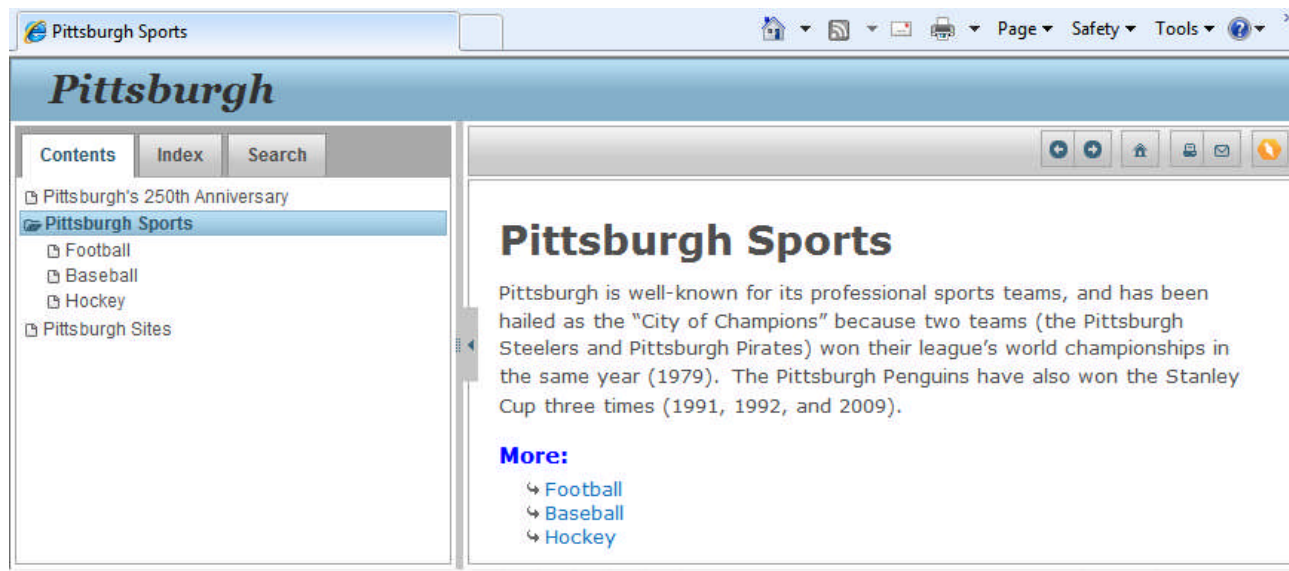 Pittsburgh Sports
Page Safety Tools
Pittsburgh
Contents Index Search
Pittsburgh's 250th Anniversary
Pittsburgh Sports
Football
Baseball
Hockey
Pittsburgh Sites
Pittsburgh Sports
Pittsburgh is well-known for its professional sports teams, and has been
hailed as the “City of Champions” because two teams (the Pittsburgh
Steelers and Pittsburgh Pirates) won their league’s world championships in
the same year (1979). The Pittsburgh Penguins have also won the Stanley
Cup three times (1991, 1992, and 2009).
More:
Football
Baseball
Hockey